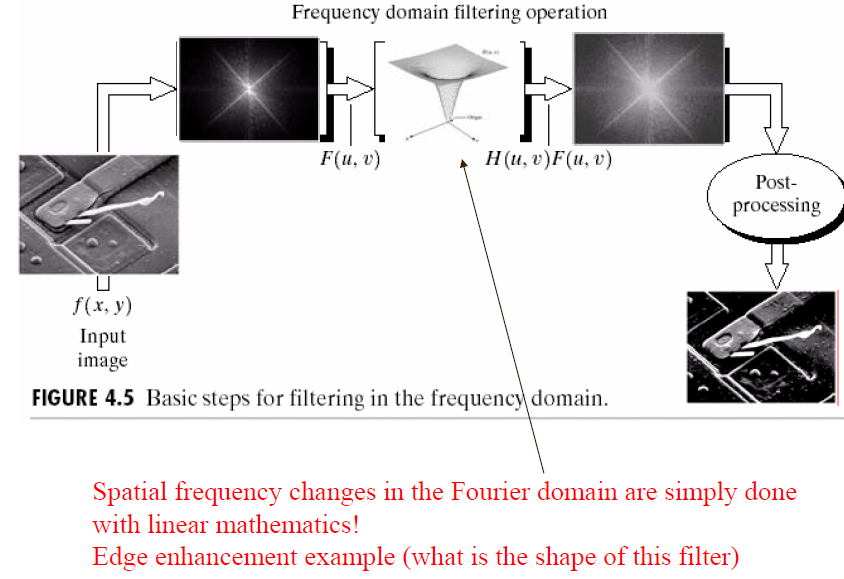 Frequency domain filtering operation
H(u, v)
Origin
F(u, v)
H(u, v)F(u, v)
Post-
processing
f(x, y)
Input
image
FIGURE 4.5 Basic steps for filtering in the frequency domain.
Spatial frequency changes in the Fourier domain are simply done
with linear mathematics!
Edge enhancement example (what is the shape of this filter)